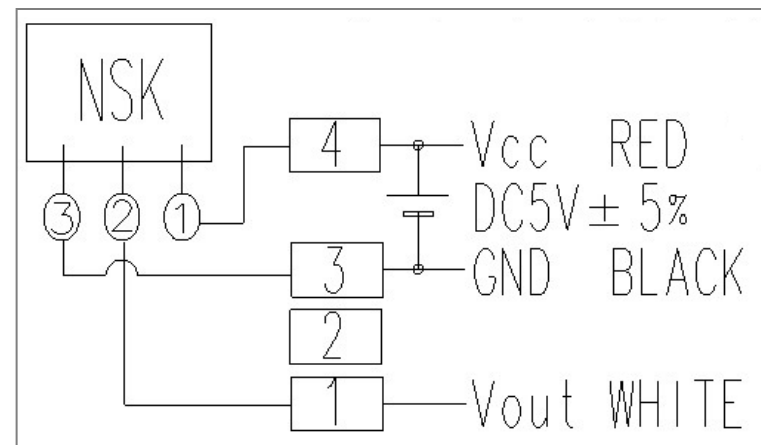 NSK
4 Vcc RED
DC5V ± 5%
3 2 1
3 GND BLACK
2
1 Vout WHITE